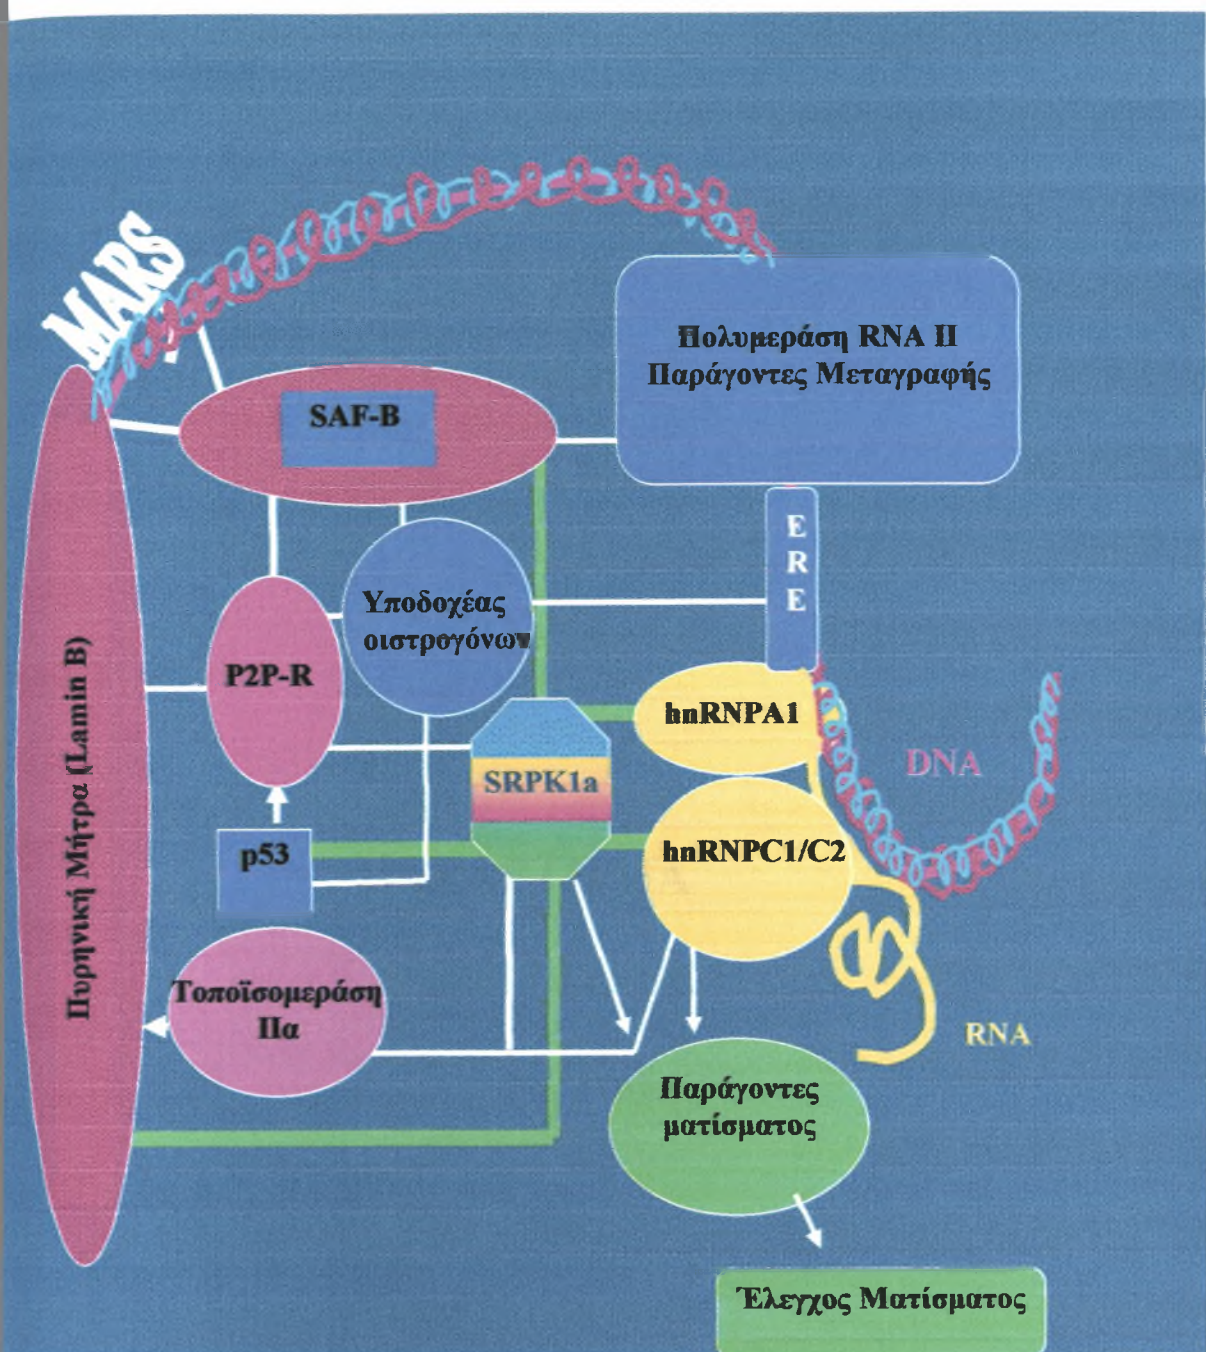 MARS
Πολυμεράση RNA II
Παράγοντες Μεταγραφής
SAF-B
E
R
E
Υποδοχέας
οιστρογόνων
P2P-R
hnRNPA1
DNA
SRPK1a
Πυρηνική Μήτρα (Lamin B)
p53
hnRNPC1/C2
Τοποϊσομεράση
IIα
RNA
Παράγοντες
ματίσματος
Έλεγχος Ματίσματος